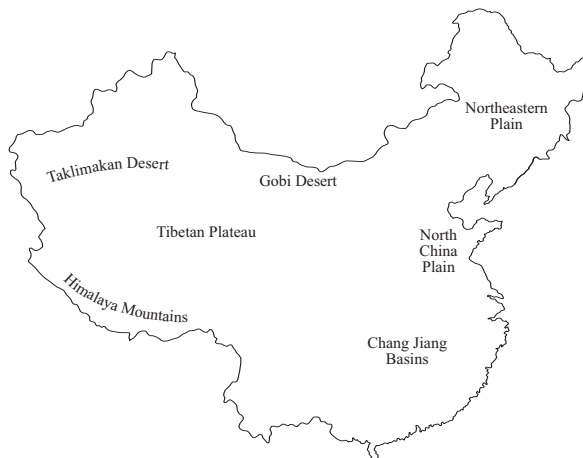 Northeastern
Plain
Taklimakan Desert
Gobi Desert
Tibetan Plateau
North
China
Plain
Himalaya Mountains
Chang Jiang
Basins